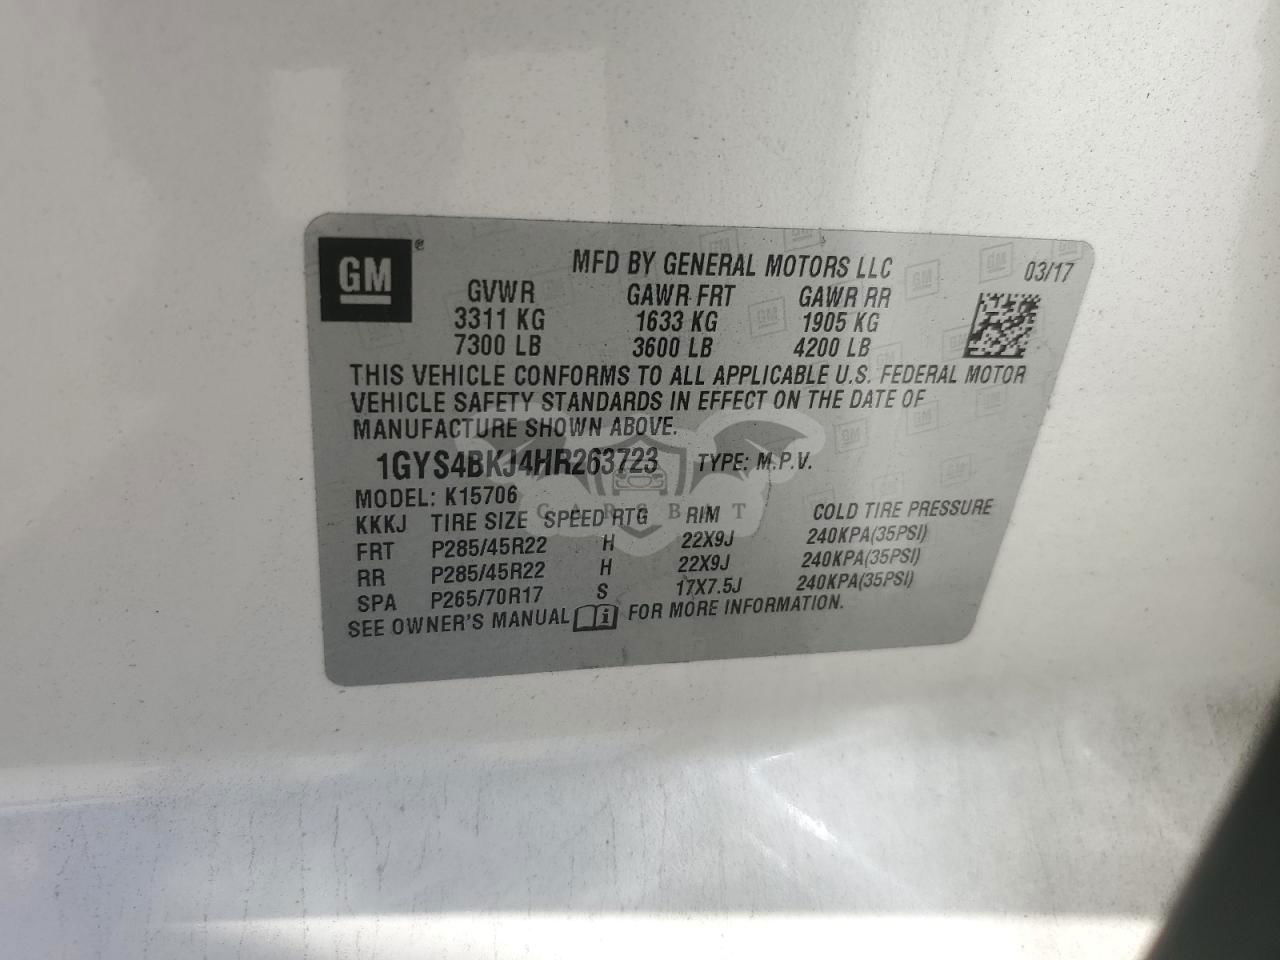 GM®
MFD BY GENERAL MOTORS LLC 03/17
GVWR GAWR FRT GAWR RR
3311 KG 1633 KG 1905 KG
7300 LB 3600 LB 4200 LB
THIS VEHICLE CONFORMS TO ALL APPLICABLE U.S. FEDERAL MOTOR
VEHICLE SAFETY STANDARDS IN EFFECT ON THE DATE OF
MANUFACTURE SHOWN ABOVE.
1GYS4BKJ4HR263723 TYPE: M.P.V.
MODEL: K15706
CARSBAT
KKKJ TIRE SIZE SPEED RTG RIM COLD TIRE PRESSURE
FRT P285/45R22 H 22X9J 240KPA(35PSI)
RR P285/45R22 H 22X9J 240KPA(35PSI)
SPA P265/70R17 S 17X7.5J 240KPA(35PSI)
SEE OWNER'S MANUAL FOR MORE INFORMATION.